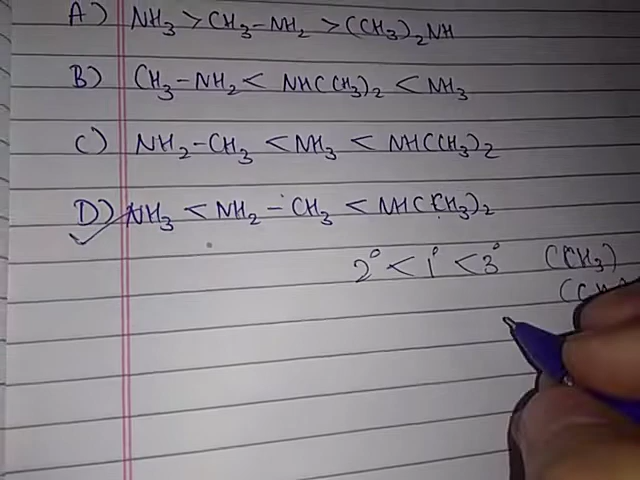 A) NH₃ > CH₃-NH₂ > (CH₃)₂NH
B) CH₃-NH₂ < NH(CH₃)₂ < NH₃
C) NH₂-CH₃ < NH₃ < NH(CH₃)₂
D) NH₃ < NH₂-CH₃ < NH(CH₃)₂
2° < 1° < 3° (CH₃)